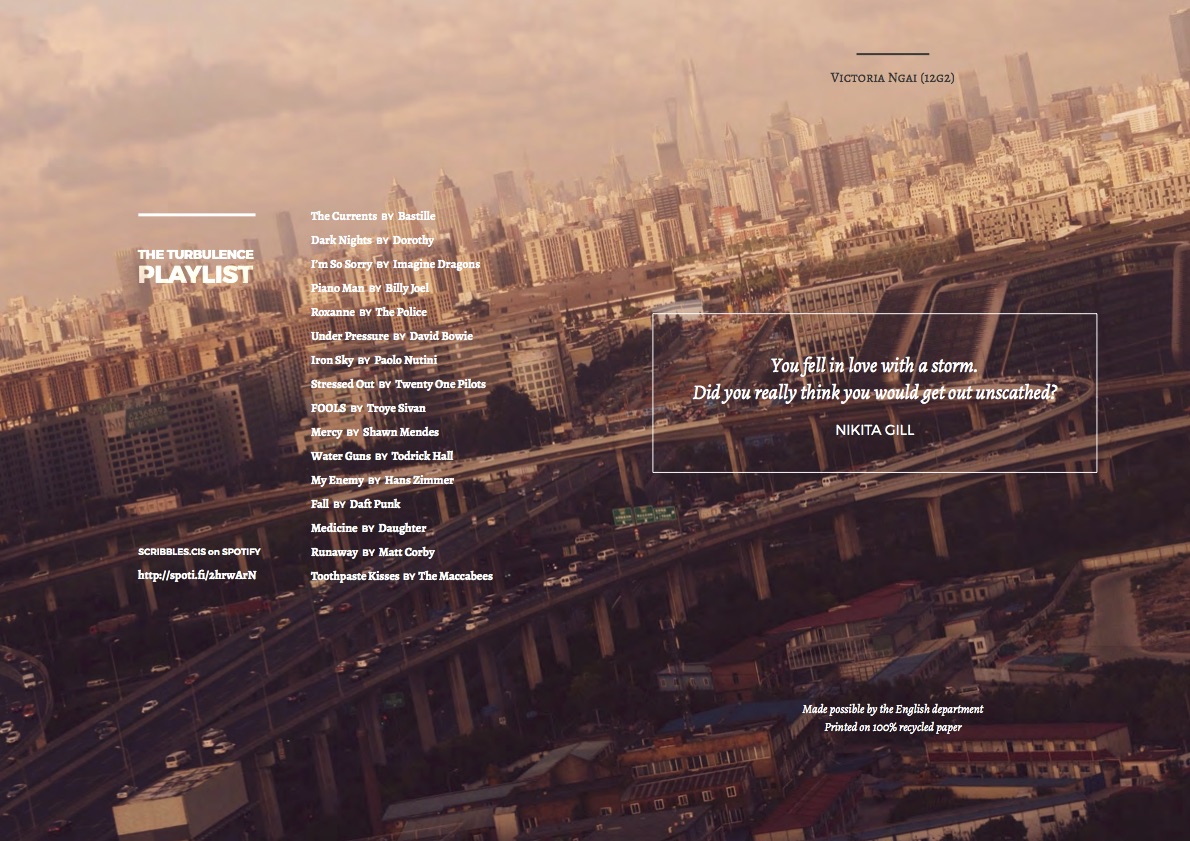 THE TURBULENCE
PLAYLIST
The Currents BY Bastille
Dark Nights BY Dorothy
I'm So Sorry BY Imagine Dragons
Piano Man BY Billy Joel
Roxanne BY The Police
Under Pressure BY David Bowie
Iron Sky BY Paolo Nutini
Stressed Out BY Twenty One Pilots
FOOLS BY Troye Sivan
Mercy BY Shawn Mendes
Water Guns BY Todrick Hall
My Enemy BY Hans Zimmer
Fall BY Daft Punk
Medicine BY Daughter
Runaway BY Matt Corby
Toothpaste Kisses BY The Maccabees
SCRIBBLES.CIS on SPOTIFY
http://spoti.fi/2hrwArN
Victoria Ngai (12G2)
You fell in love with a storm.
Did you really think you would get out unscathed?
NIKITA GILL
Made possible by the English department
Printed on 100% recycled paper